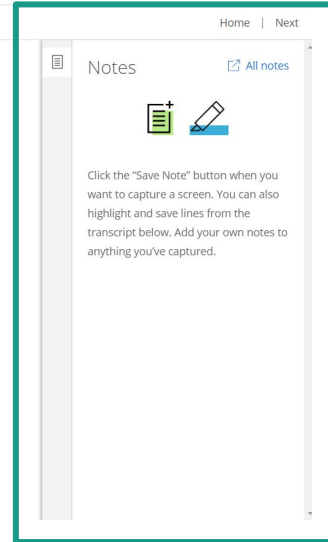 Home | Next
Notes
All notes
Click the “Save Note” button when you
want to capture a screen. You can also
highlight and save lines from the
transcript below. Add your own notes to
anything you’ve captured.